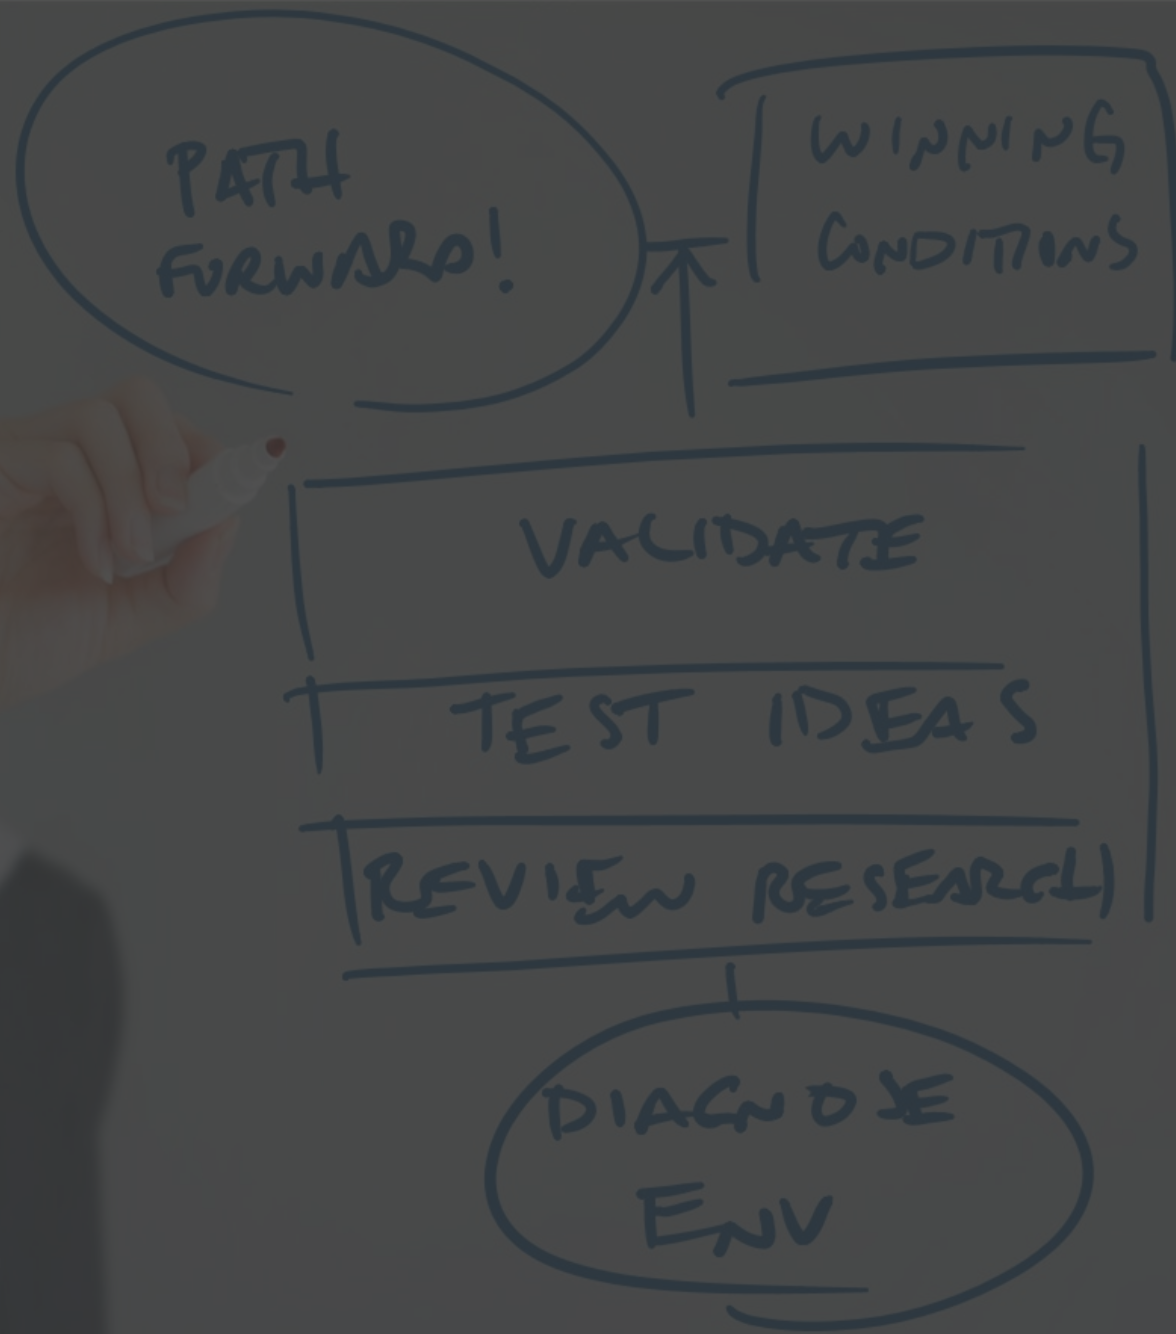 PATH
FORWARD!
WINNING
CONDITIONS
VALIDATE
TEST IDEAS
REVIEW RESEARCH
DIAGNOSE
ENV